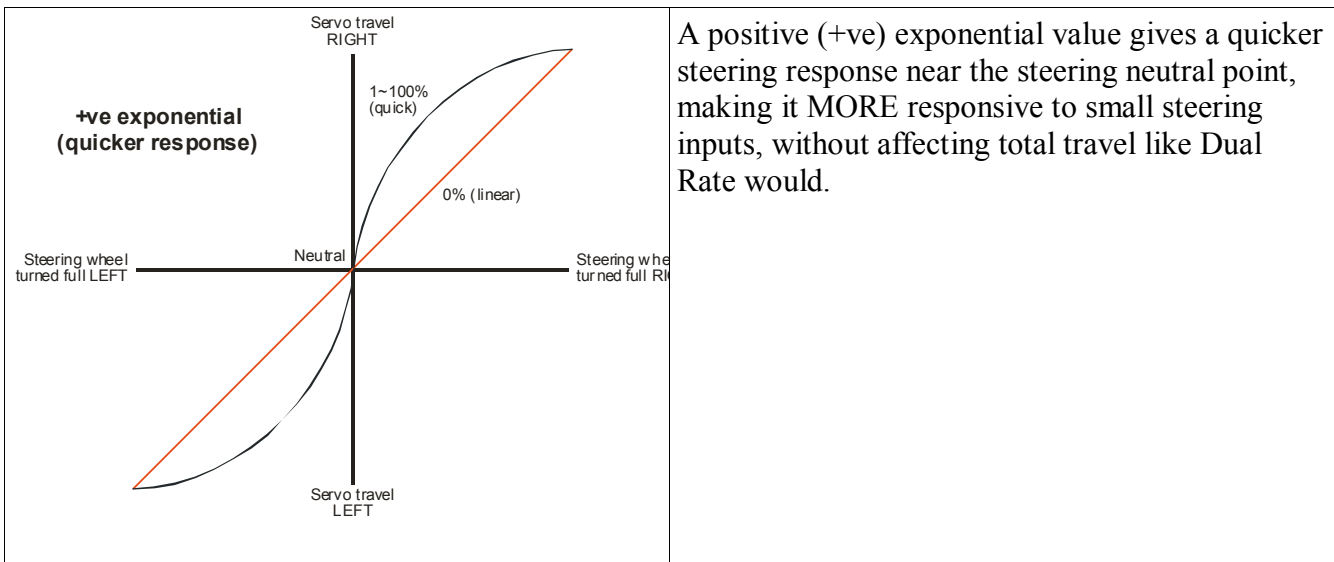 Servo travel
RIGHT
1~100%
(quick)
+ve exponential
(quicker response)
0% (linear)
Neutral
Steering wheel
turned full LEFT
Steering whe
turned full RI
Servo travel
LEFT
A positive (+ve) exponential value gives a quicker
steering response near the steering neutral point,
making it MORE responsive to small steering
inputs, without affecting total travel like Dual
Rate would.